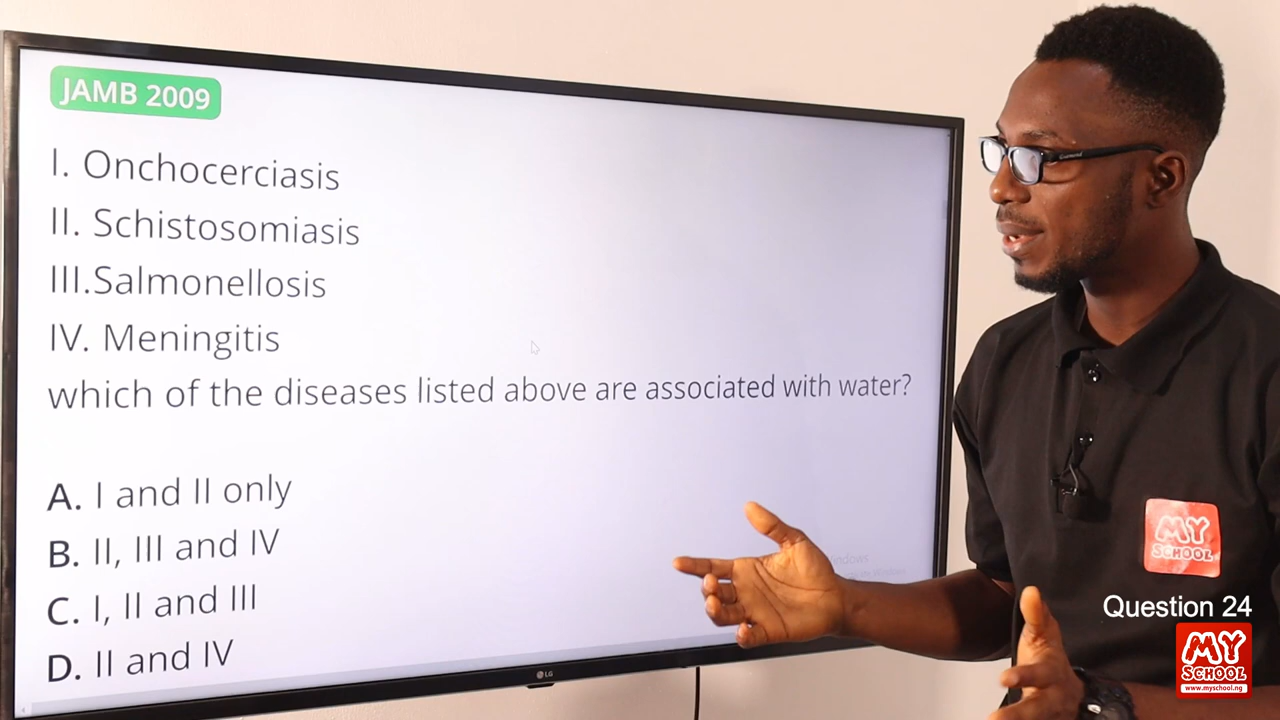 JAMB 2009
I. Onchocerciasis
II. Schistosomiasis
III.Salmonellosis
IV. Meningitis
which of the diseases listed above are associated with water?
A. I and II only
B. II, III and IV
C. I, II and III
D. II and IV
LG
MY
SCHOOL
Question 24
MY
SCHOOL
www.myschool.ng